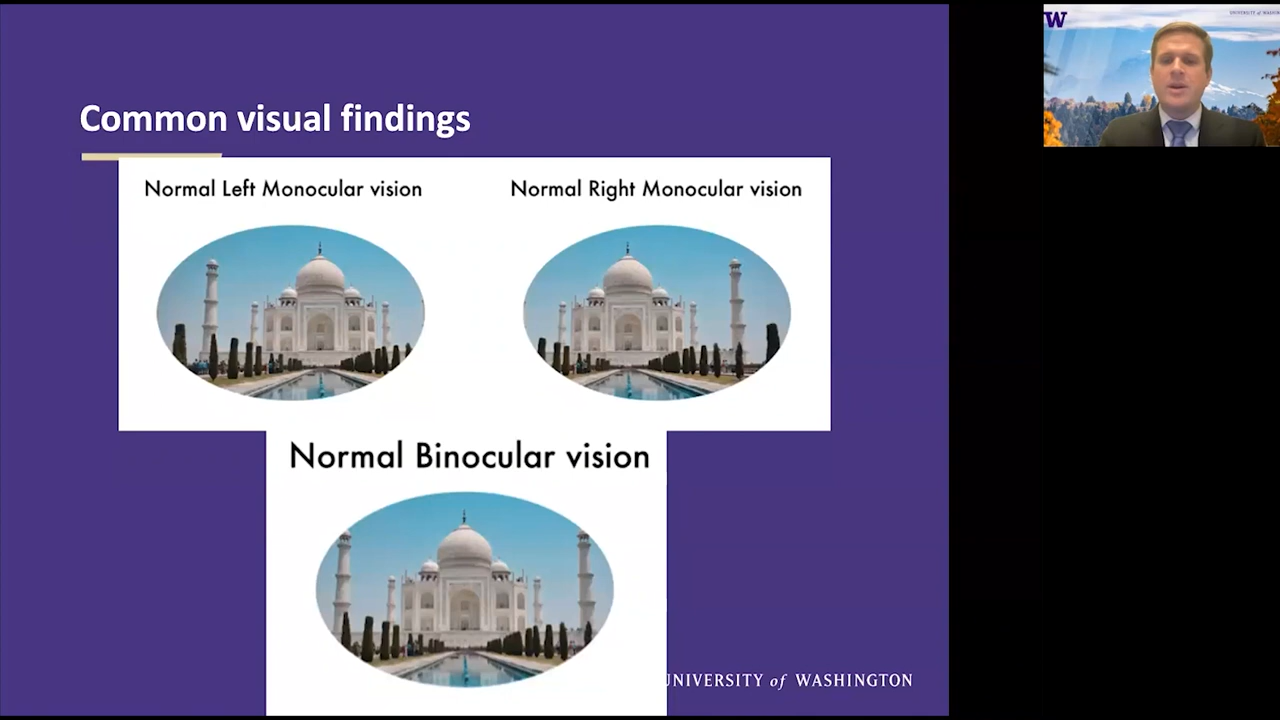 Common visual findings
Normal Left Monocular vision
Normal Right Monocular vision
Normal Binocular vision
UNIVERSITY of WASHINGTON
W